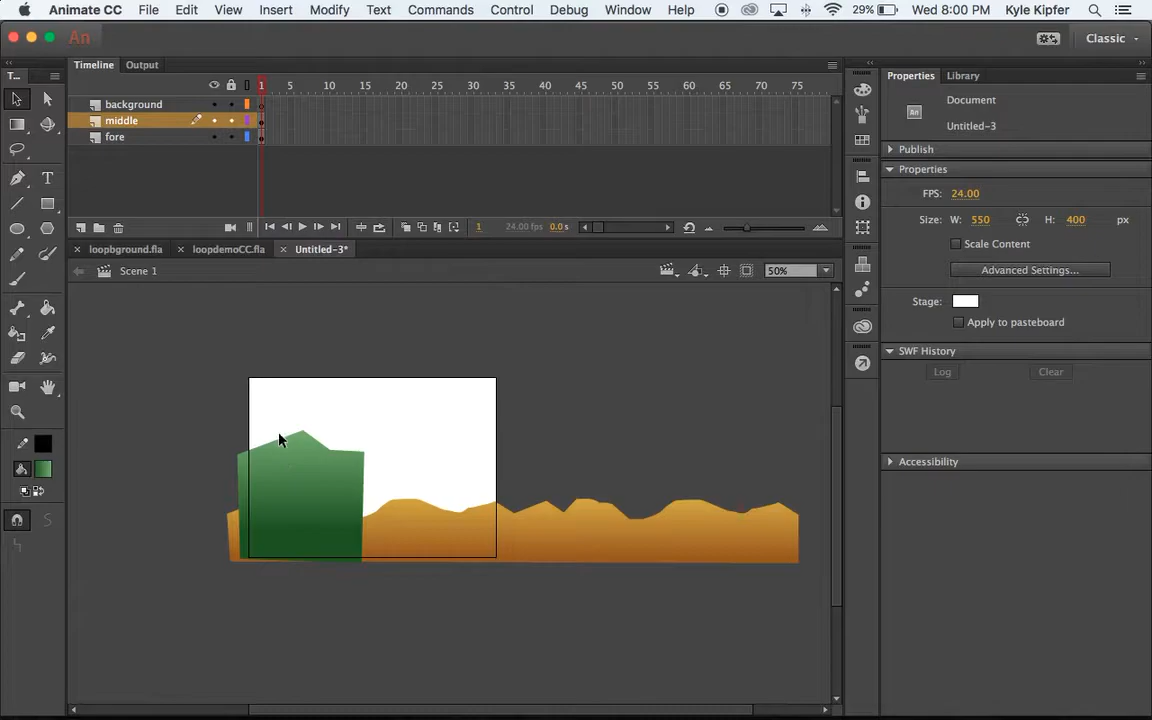 Animate CC File Edit View Insert Modify Text Commands Control Debug Window Help 29% Wed 8:00 PM Kyle Kipfer
An Classic
T... Timeline Output Properties Library
1 5 10 15 20 25 30 35 40 45 50 55 60 65 70 75
background
middle
fore
Document
An
Untitled-3
Publish
Properties
FPS: 24.00
Size: W: 550 H: 400 px
Scale Content
Advanced Settings...
Stage:
Apply to pasteboard
SWF History
Log Clear
Accessibility
1 24.00 fps 0.0 s
loopbground.fla loopdemoCC.fla Untitled-3*
Scene 1 50%
T